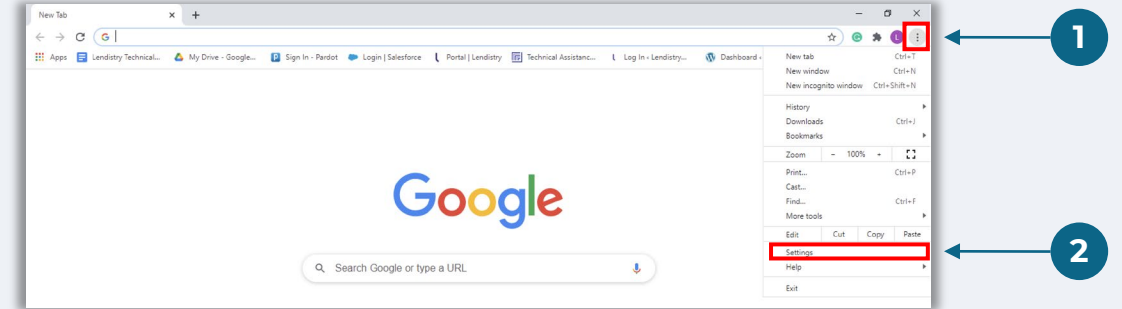 New Tab
1
G
L
Apps Lendistry Technical... My Drive - Google... Sign In - Pardot Login | Salesforce Portal | Lendistry Technical Assistanc... Log In ‹ Lendistry... Dashboard ‹
New tab Ctrl+T
New window Ctrl+N
New incognito window Ctrl+Shift+N
History
Downloads Ctrl+J
Bookmarks
Zoom - 100% +
Print... Ctrl+P
Cast...
Find... Ctrl+F
More tools
Edit Cut Copy Paste
Settings
2
Help
Exit
Google
Search Google or type a URL